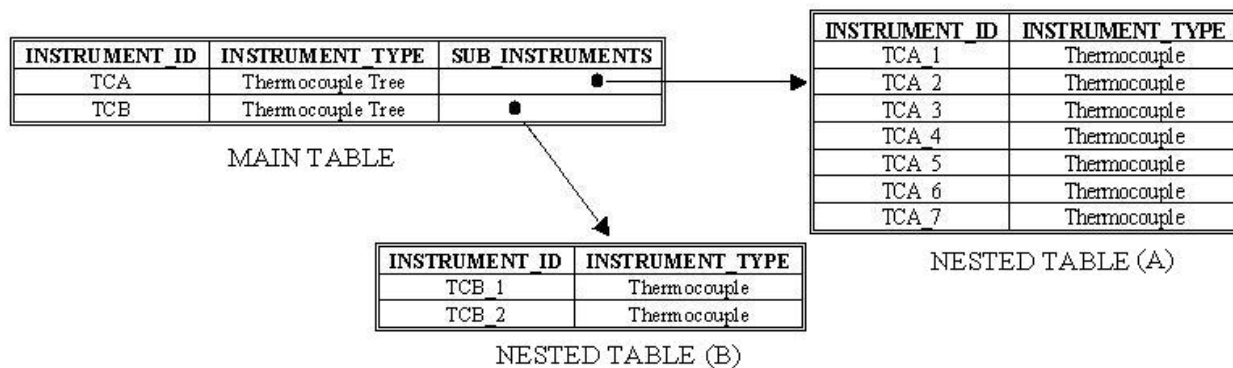 INSTRUMENT_ID INSTRUMENT_TYPE SUB_INSTRUMENTS
TCA Thermocouple Tree
TCB Thermocouple Tree
MAIN TABLE
INSTRUMENT_ID INSTRUMENT_TYPE
TCA_1 Thermocouple
TCA_2 Thermocouple
TCA_3 Thermocouple
TCA_4 Thermocouple
TCA_5 Thermocouple
TCA_6 Thermocouple
TCA_7 Thermocouple
NESTED TABLE (A)
INSTRUMENT_ID INSTRUMENT_TYPE
TCB_1 Thermocouple
TCB_2 Thermocouple
NESTED TABLE (B)